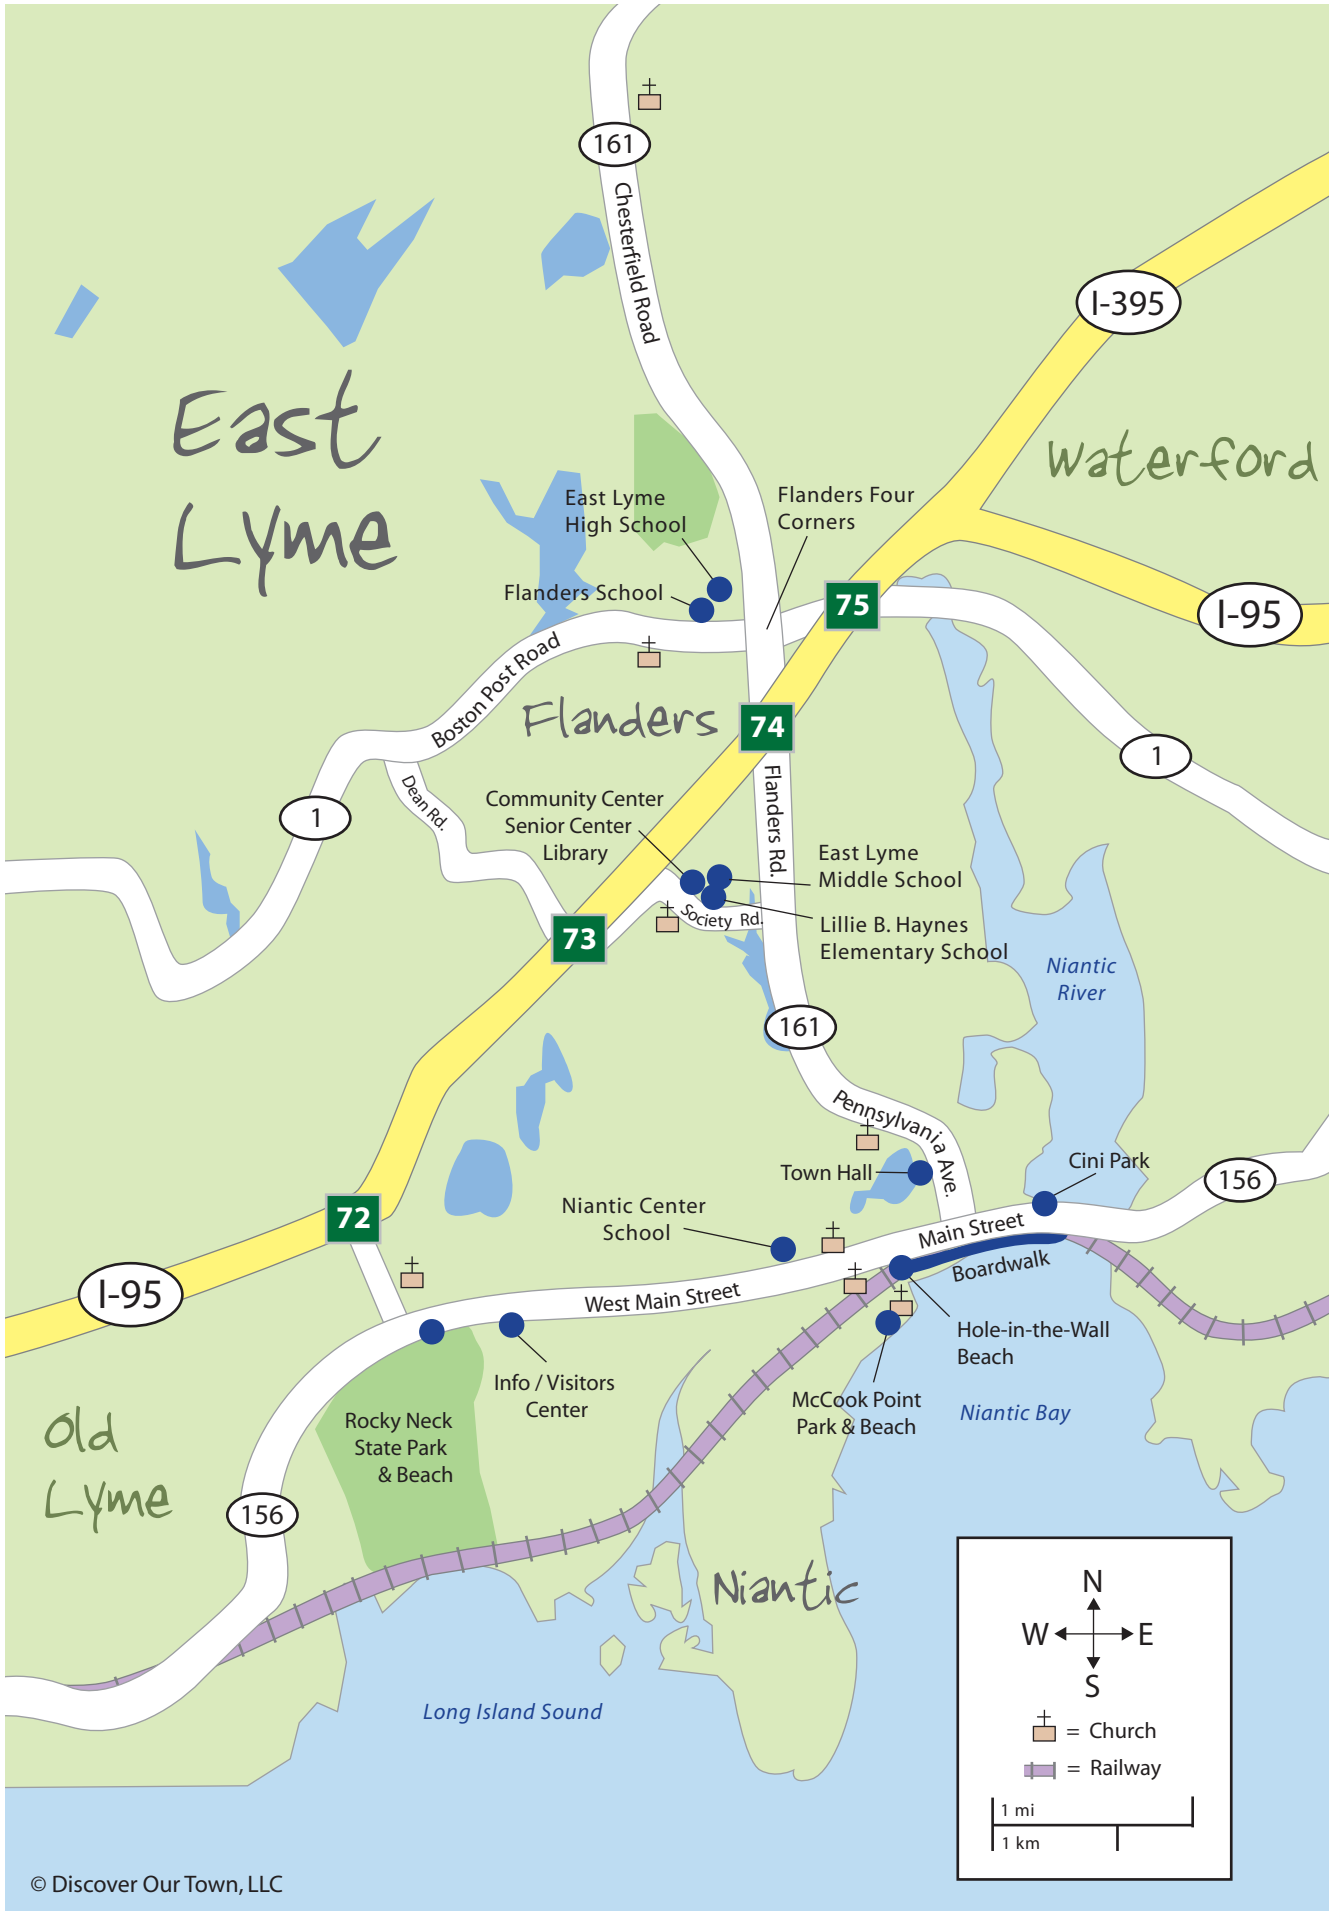 161
Chesterfield Road
I-395
East
Lyme
Waterford
East Lyme
High School
Flanders Four
Corners
Flanders School
75
I-95
Boston Post Road
Flanders
74
1
Dean Rd.
1
Flanders Rd.
Community Center
Senior Center
Library
East Lyme
Middle School
Society Rd.
Lillie B. Haynes
Elementary School
73
Niantic
River
161
Pennsylvania Ave.
Town Hall
Cini Park
156
72
Niantic Center
School
Main Street
Boardwalk
I-95
West Main Street
Hole-in-the-Wall
Beach
Info / Visitors
Center
McCook Point
Park & Beach
Niantic Bay
Rocky Neck
State Park
& Beach
Old
Lyme
156
Niantic
Long Island Sound
N
W E
S
= Church
= Railway
1 mi
1 km
© Discover Our Town, LLC